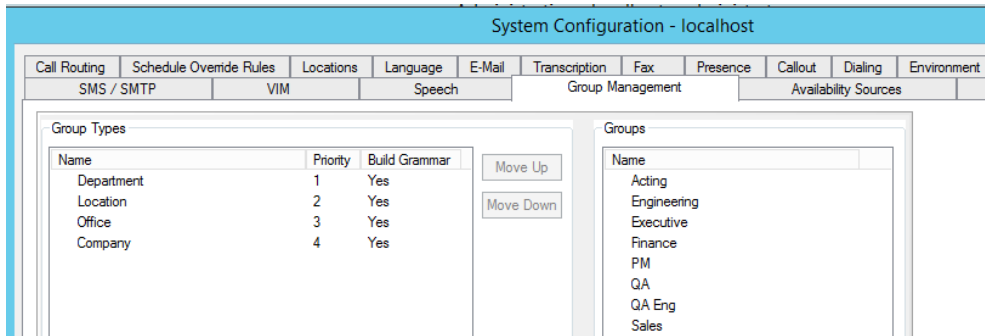 System Configuration - localhost
Call Routing Schedule Override Rules Locations Language E-Mail Transcription Fax Presence Callout Dialing Environment
SMS / SMTP VIM Speech Group Management Availability Sources
Group Types Groups
Name Priority Build Grammar Move Up Name
Department 1 Yes Acting
Location 2 Yes Move Down Engineering
Office 3 Yes Executive
Company 4 Yes Finance
PM
QA
QA Eng
Sales